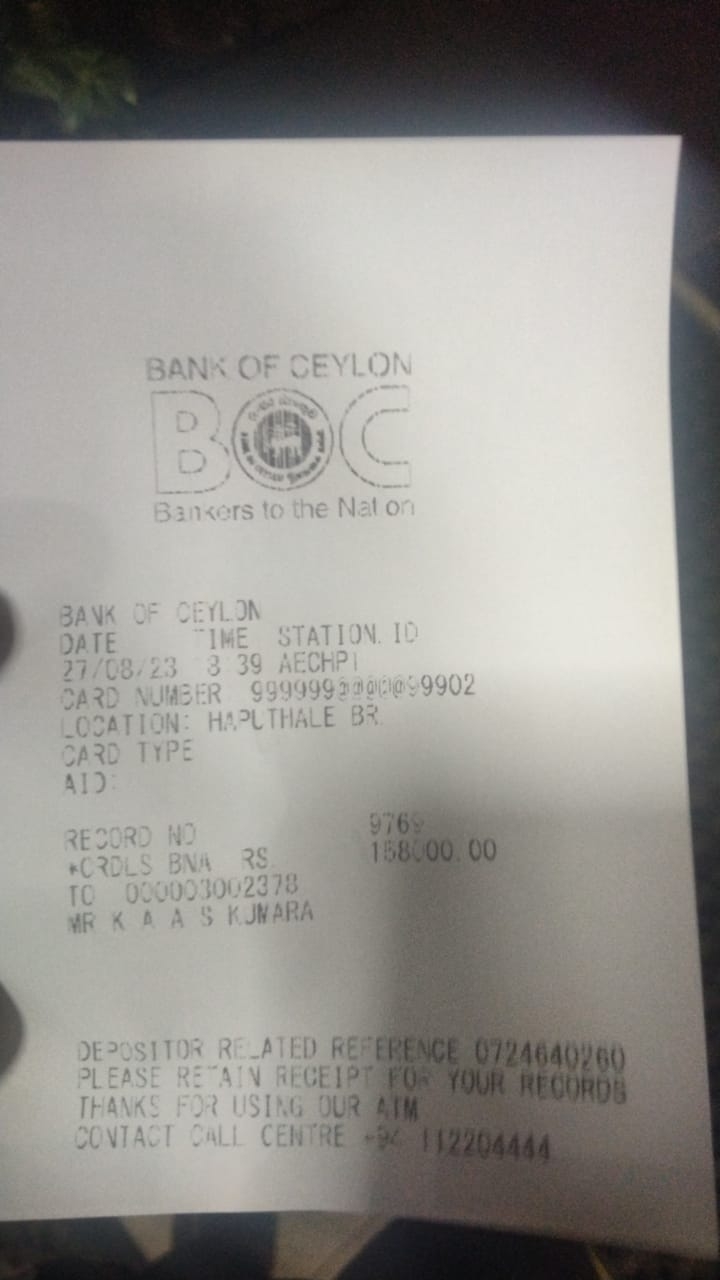 BANK OF CEYLON
BOC
Bankers to the Nation
BANK OF CEYLON
DATE TIME STATION. ID
27/08/23 8 39 AECHP1
CARD NUMBER
LOCATION: HAPUTHALE BR.
CARD TYPE
AID:
RECORD NO 9769
*CRDLS BNA RS.
TO 000003002378
MR K A A S KUMARA
DEPOSITOR RELATED REFERENCE 0724640260
PLEASE RETAIN RECEIPT FOR YOUR RECORDS
THANKS FOR USING OUR ATM
CONTACT CALL CENTRE +94 112204444